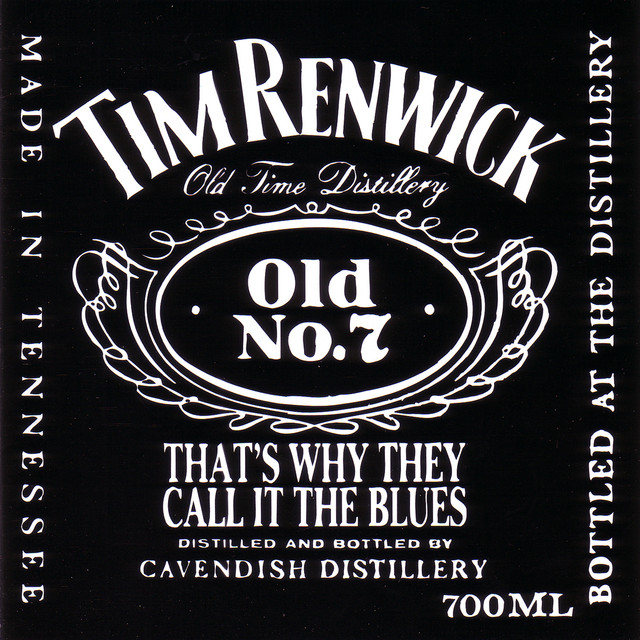 MADE IN TENNESSEE
TIM RENWICK
Old Time Distillery
Old
No.7
THAT'S WHY THEY
CALL IT THE BLUES
DISTILLED AND BOTTLED BY
CAVENDISH DISTILLERY
700ML
BOTTLED AT THE DISTILLERY